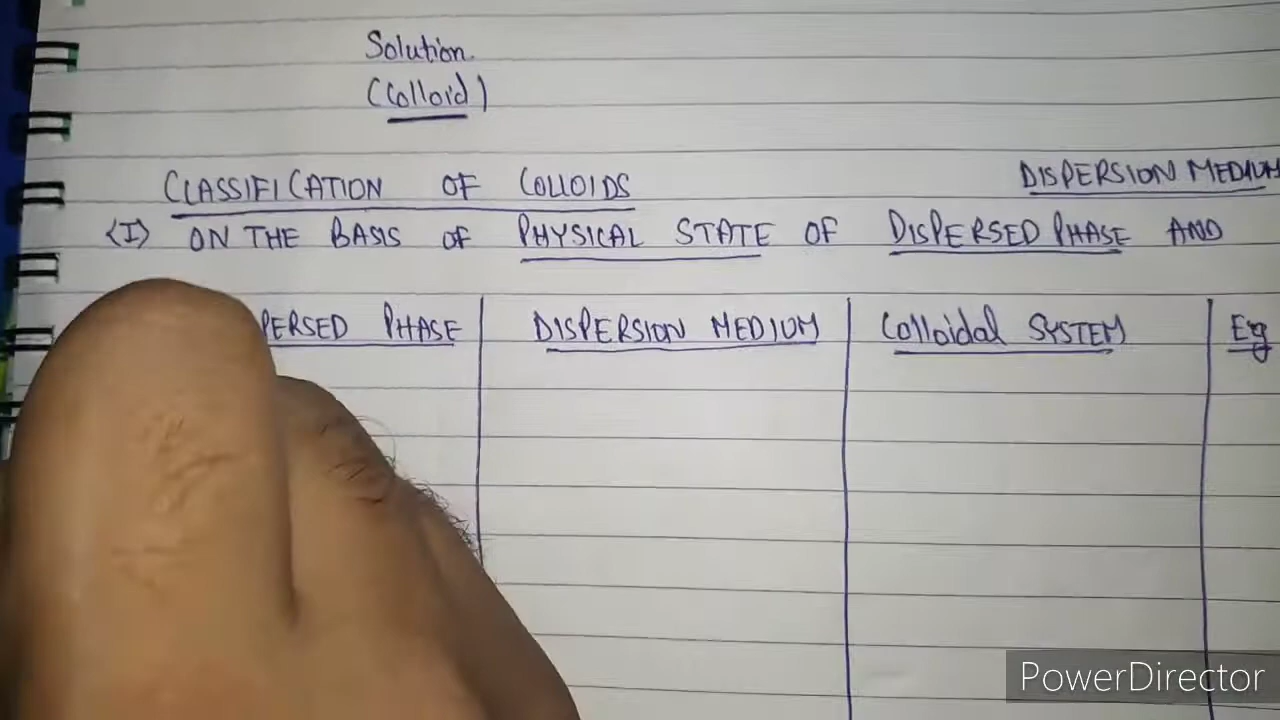 Solution.
(Colloid)
CLASSIFICATION OF COLLOIDS
DISPERSION MEDIUM
(I) ON THE BASIS OF PHYSICAL STATE OF DISPERSED PHASE AND
PERSED PHASE DISPERSION MEDIUM Colloidal SYSTEM Eg
PowerDirector